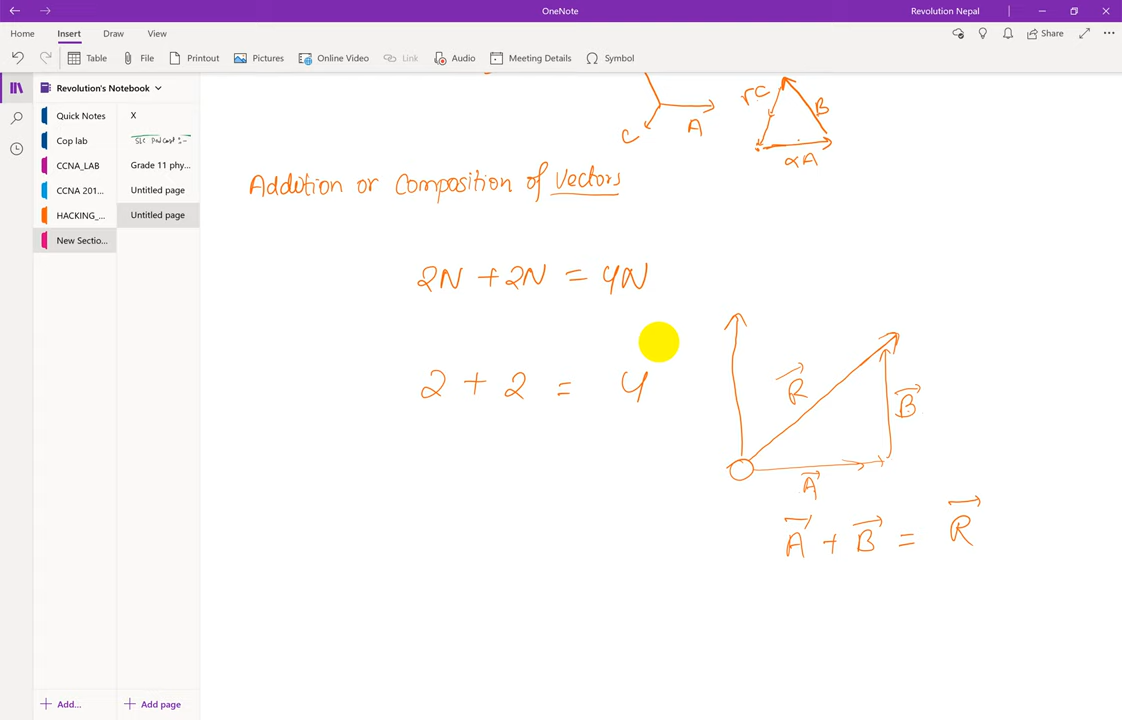 OneNote
Revolution Nepal
Home Insert Draw View
Share
Table File Printout Pictures Online Video Link Audio Meeting Details Symbol
Revolution's Notebook
Quick Notes
Cop lab
CCNA_LAB
CCNA 201...
HACKING_...
New Sectio...
X
Grade 11 phy...
Untitled page
Untitled page
C A
rC B
αA
Addition or Composition of Vectors
2N + 2N = 4N
2 + 2 = 4
R⃗
B⃗
A⃗
A⃗ + B⃗ = R⃗
Add...
Add page